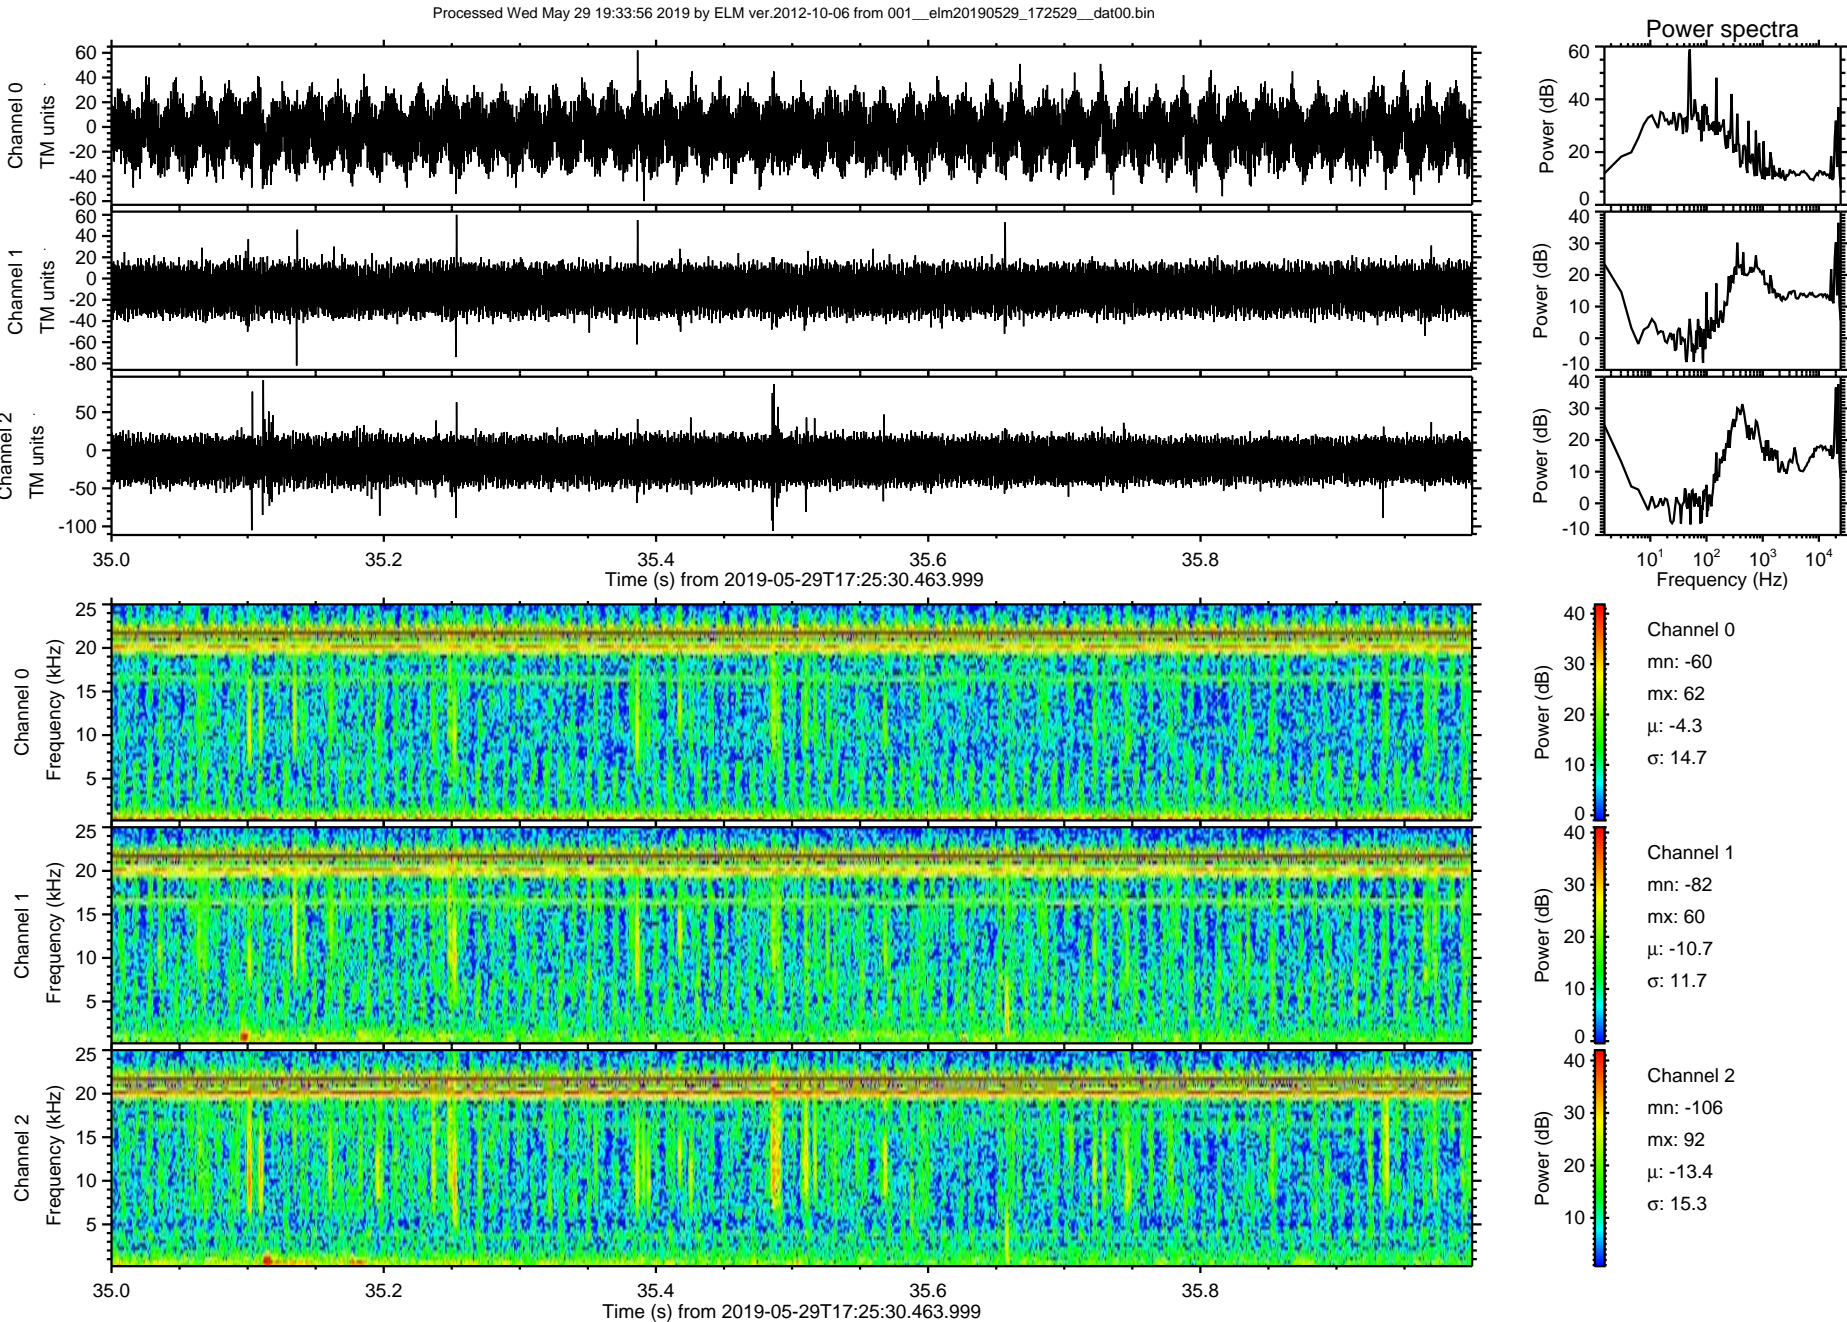 Processed Wed May 29 19:33:56 2019 by ELM ver.2012-10-06 from 001__elm20190529_172529__dat00.bin
Power spectra
Channel 0
TM units
60
40
20
0
-20
-40
-60
Power (dB)
60
40
20
0
Channel 1
TM units
60
40
20
0
-20
-40
-60
-80
Power (dB)
40
30
20
10
0
-10
Channel 2
TM units
50
0
-50
-100
Power (dB)
40
30
20
10
0
-10
35.0 35.2 35.4 35.6 35.8
Time (s) from 2019-05-29T17:25:30.463.999
10^1 10^2 10^3 10^4
Frequency (Hz)
Channel 0
Frequency (kHz)
25
20
15
10
5
Power (dB)
40
30
20
10
0
Channel 0
mn: -60
mx: 62
μ: -4.3
σ: 14.7
Channel 1
Frequency (kHz)
25
20
15
10
5
Power (dB)
40
30
20
10
0
Channel 1
mn: -82
mx: 60
μ: -10.7
σ: 11.7
Channel 2
Frequency (kHz)
25
20
15
10
5
Power (dB)
40
30
20
10
Channel 2
mn: -106
mx: 92
μ: -13.4
σ: 15.3
35.0 35.2 35.4 35.6 35.8
Time (s) from 2019-05-29T17:25:30.463.999